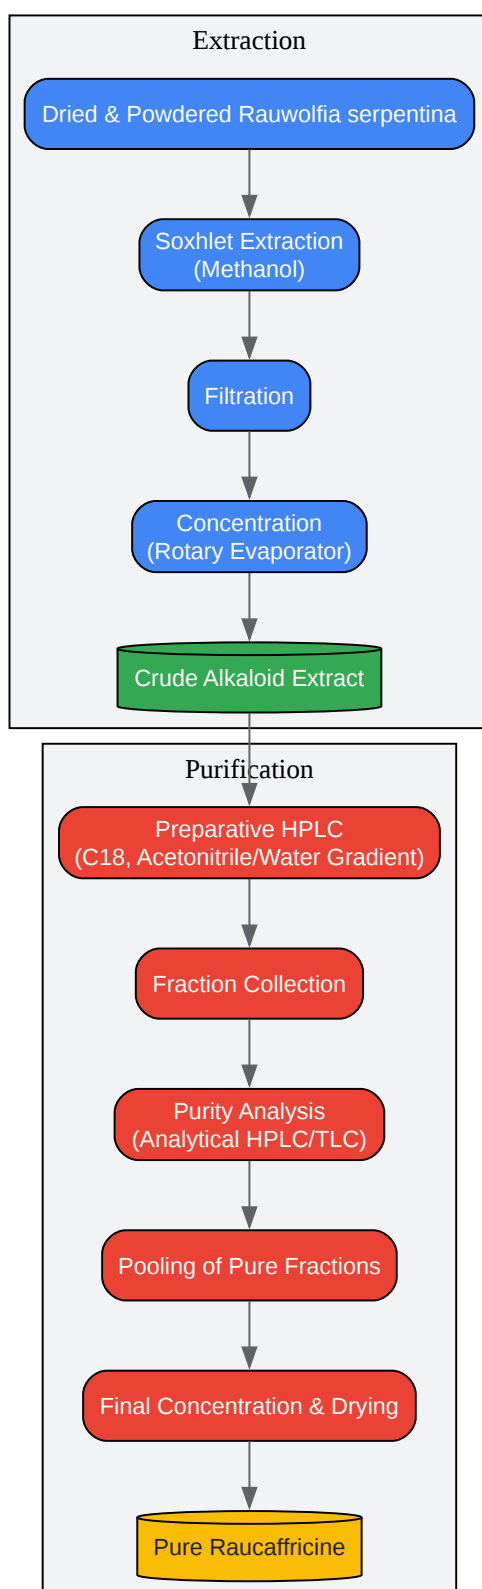 Extraction
Dried & Powdered Rauwolfia serpentina
Soxhlet Extraction
(Methanol)
Filtration
Concentration
(Rotary Evaporator)
Crude Alkaloid Extract
Purification
Preparative HPLC
(C18, Acetonitrile/Water Gradient)
Fraction Collection
Purity Analysis
(Analytical HPLC/TLC)
Pooling of Pure Fractions
Final Concentration & Drying
Pure Raucaffricine